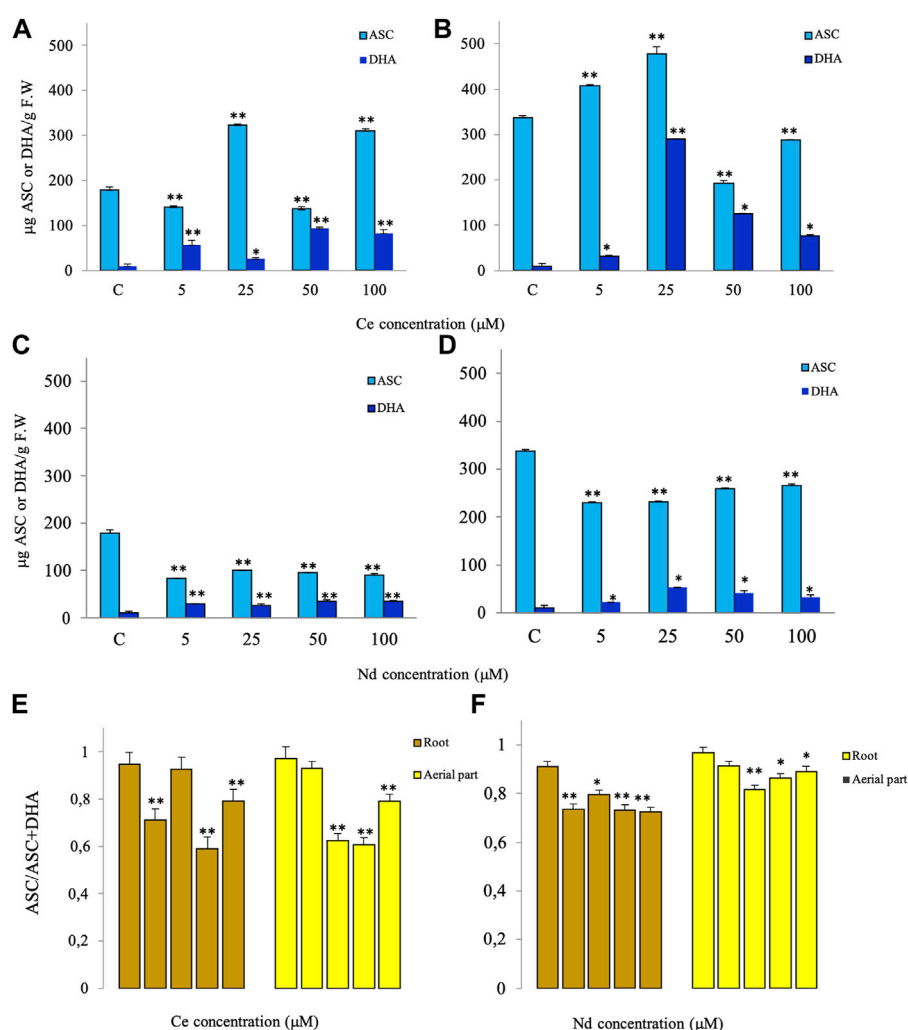 A
500
400
300
200
100
0
µg ASC or DHA/g F.W
ASC
DHA
**
**
**
*
**
**
**
**
C 5 25 50 100
B
500
400
300
200
100
0
ASC
DHA
**
*
**
**
**
*
**
*
C 5 25 50 100
Ce concentration (µM)
C
500
400
300
200
100
0
µg ASC or DHA/g F.W
ASC
DHA
**
**
**
**
**
**
**
**
C 5 25 50 100
D
500
400
300
200
100
0
ASC
DHA
**
*
**
*
**
*
**
*
C 5 25 50 100
Nd concentration (µM)
E
1
0,8
0,6
0,4
0,2
0
ASC/ASC+DHA
Root
Aerial part
**
**
**
**
**
**
Ce concentration (µM)
F
1
0,8
0,6
0,4
0,2
0
Root
Aerial part
**
*
**
**
**
*
*
Nd concentration (µM)